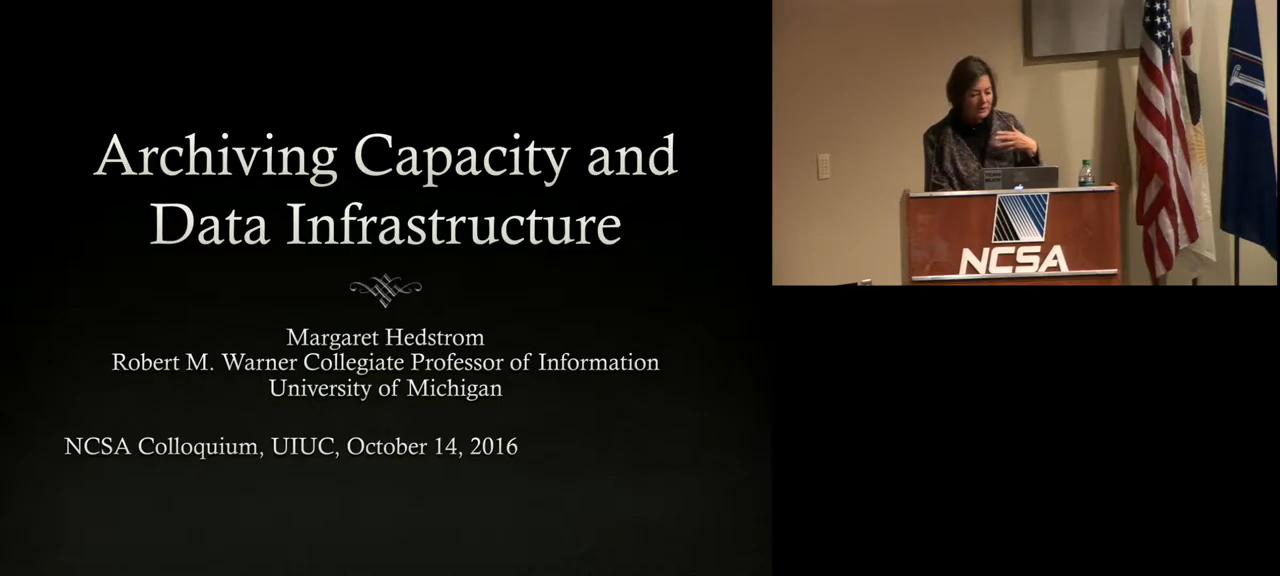 Archiving Capacity and
Data Infrastructure
Margaret Hedstrom
Robert M. Warner Collegiate Professor of Information
University of Michigan
NCSA Colloquium, UIUC, October 14, 2016
NCSA